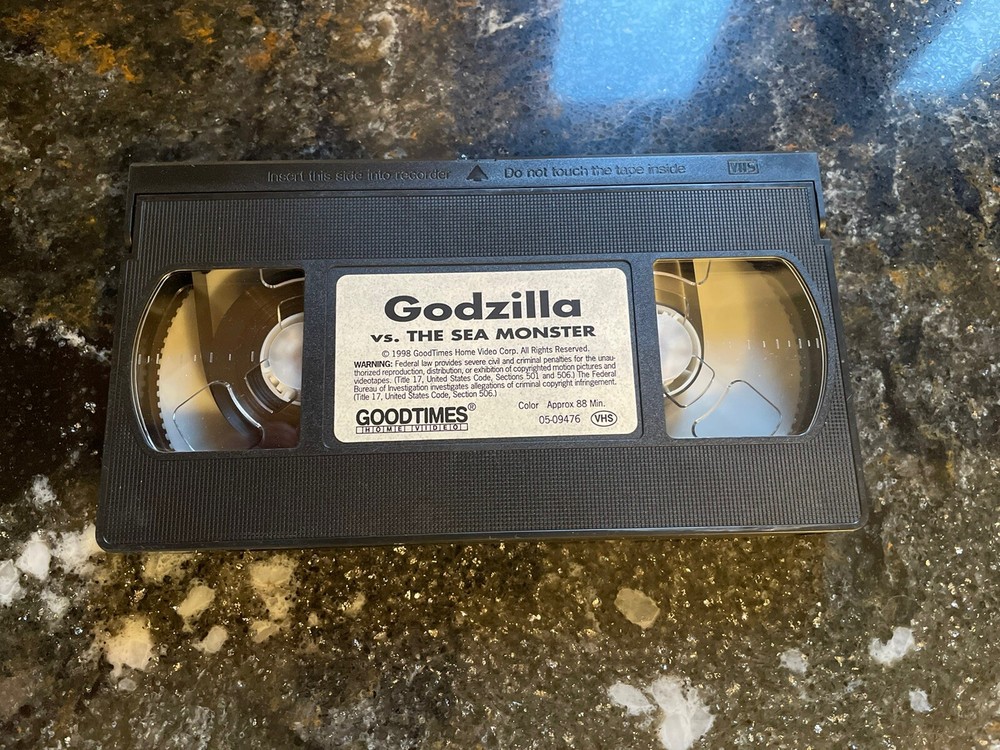 Insert this side into recorder ▲ Do not touch the tape inside VHS
Godzilla
vs. THE SEA MONSTER
© 1998 GoodTimes Home Video Corp. All Rights Reserved.
WARNING: Federal law provides severe civil and criminal penalties for the unau-
thorized reproduction, distribution, or exhibition of copyrighted motion pictures and
videotapes. (Title 17, United States Code, Sections 501 and 506.) The Federal
Bureau of Investigation investigates allegations of criminal copyright infringement.
(Title 17, United States Code, Section 506.)
Color Approx 88 Min.
GOODTIMES®
HOME VIDEO
05-09476 VHS